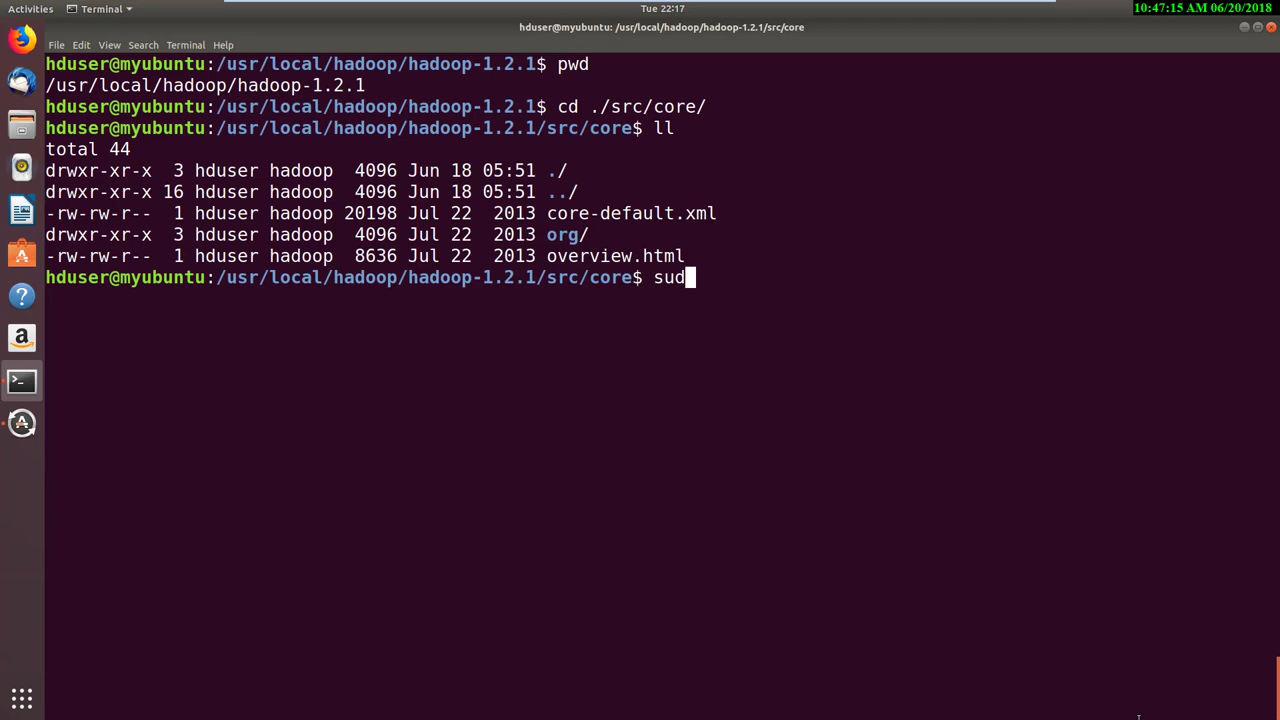 Activities Terminal Tue 22:17 10:47:15 AM 06/20/2018
hduser@myubuntu: /usr/local/hadoop/hadoop-1.2.1/src/core
File Edit View Search Terminal Help
hduser@myubuntu:/usr/local/hadoop/hadoop-1.2.1$ pwd
/usr/local/hadoop/hadoop-1.2.1
hduser@myubuntu:/usr/local/hadoop/hadoop-1.2.1$ cd ./src/core/
hduser@myubuntu:/usr/local/hadoop/hadoop-1.2.1/src/core$ ll
total 44
drwxr-xr-x  3 hduser hadoop  4096 Jun 18 05:51 ./
drwxr-xr-x 16 hduser hadoop  4096 Jun 18 05:51 ../
-rw-rw-r--  1 hduser hadoop 20198 Jul 22  2013 core-default.xml
drwxr-xr-x  3 hduser hadoop  4096 Jul 22  2013 org/
-rw-rw-r--  1 hduser hadoop  8636 Jul 22  2013 overview.html
hduser@myubuntu:/usr/local/hadoop/hadoop-1.2.1/src/core$ sud